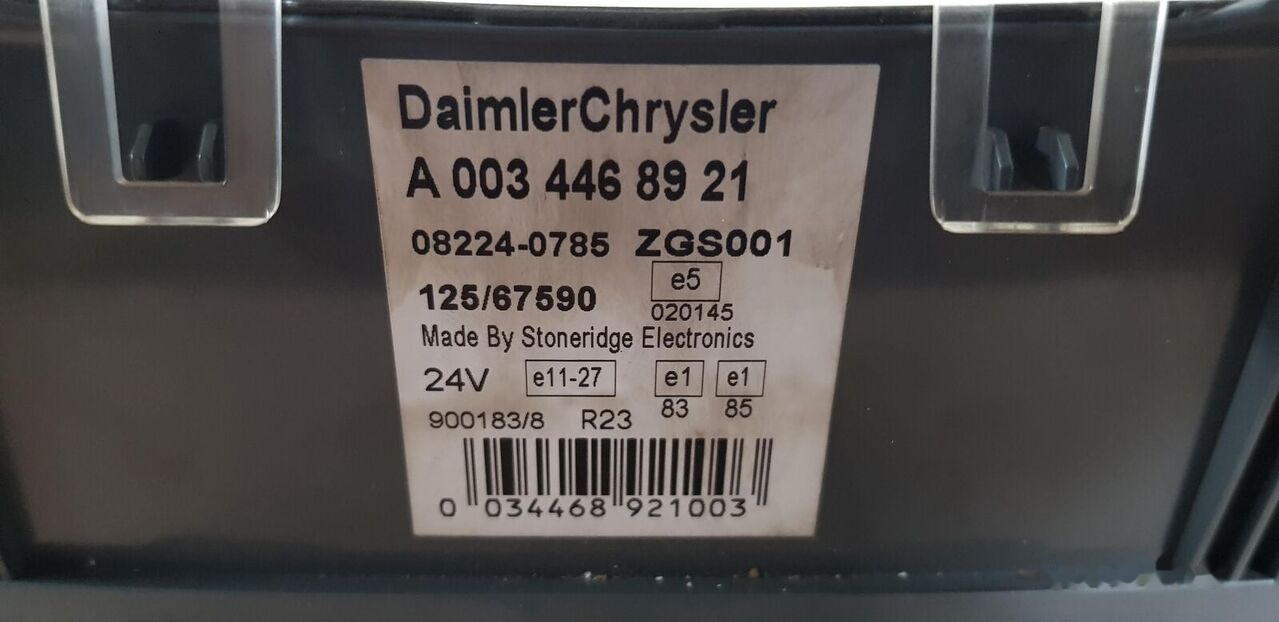 DaimlerChrysler
A 003 446 89 21
08224-0785 ZGS001
e5
125/67590
020145
Made By Stoneridge Electronics
24V e11-27 e1 e1
83 85
900183/8 R23
0 034468 921003